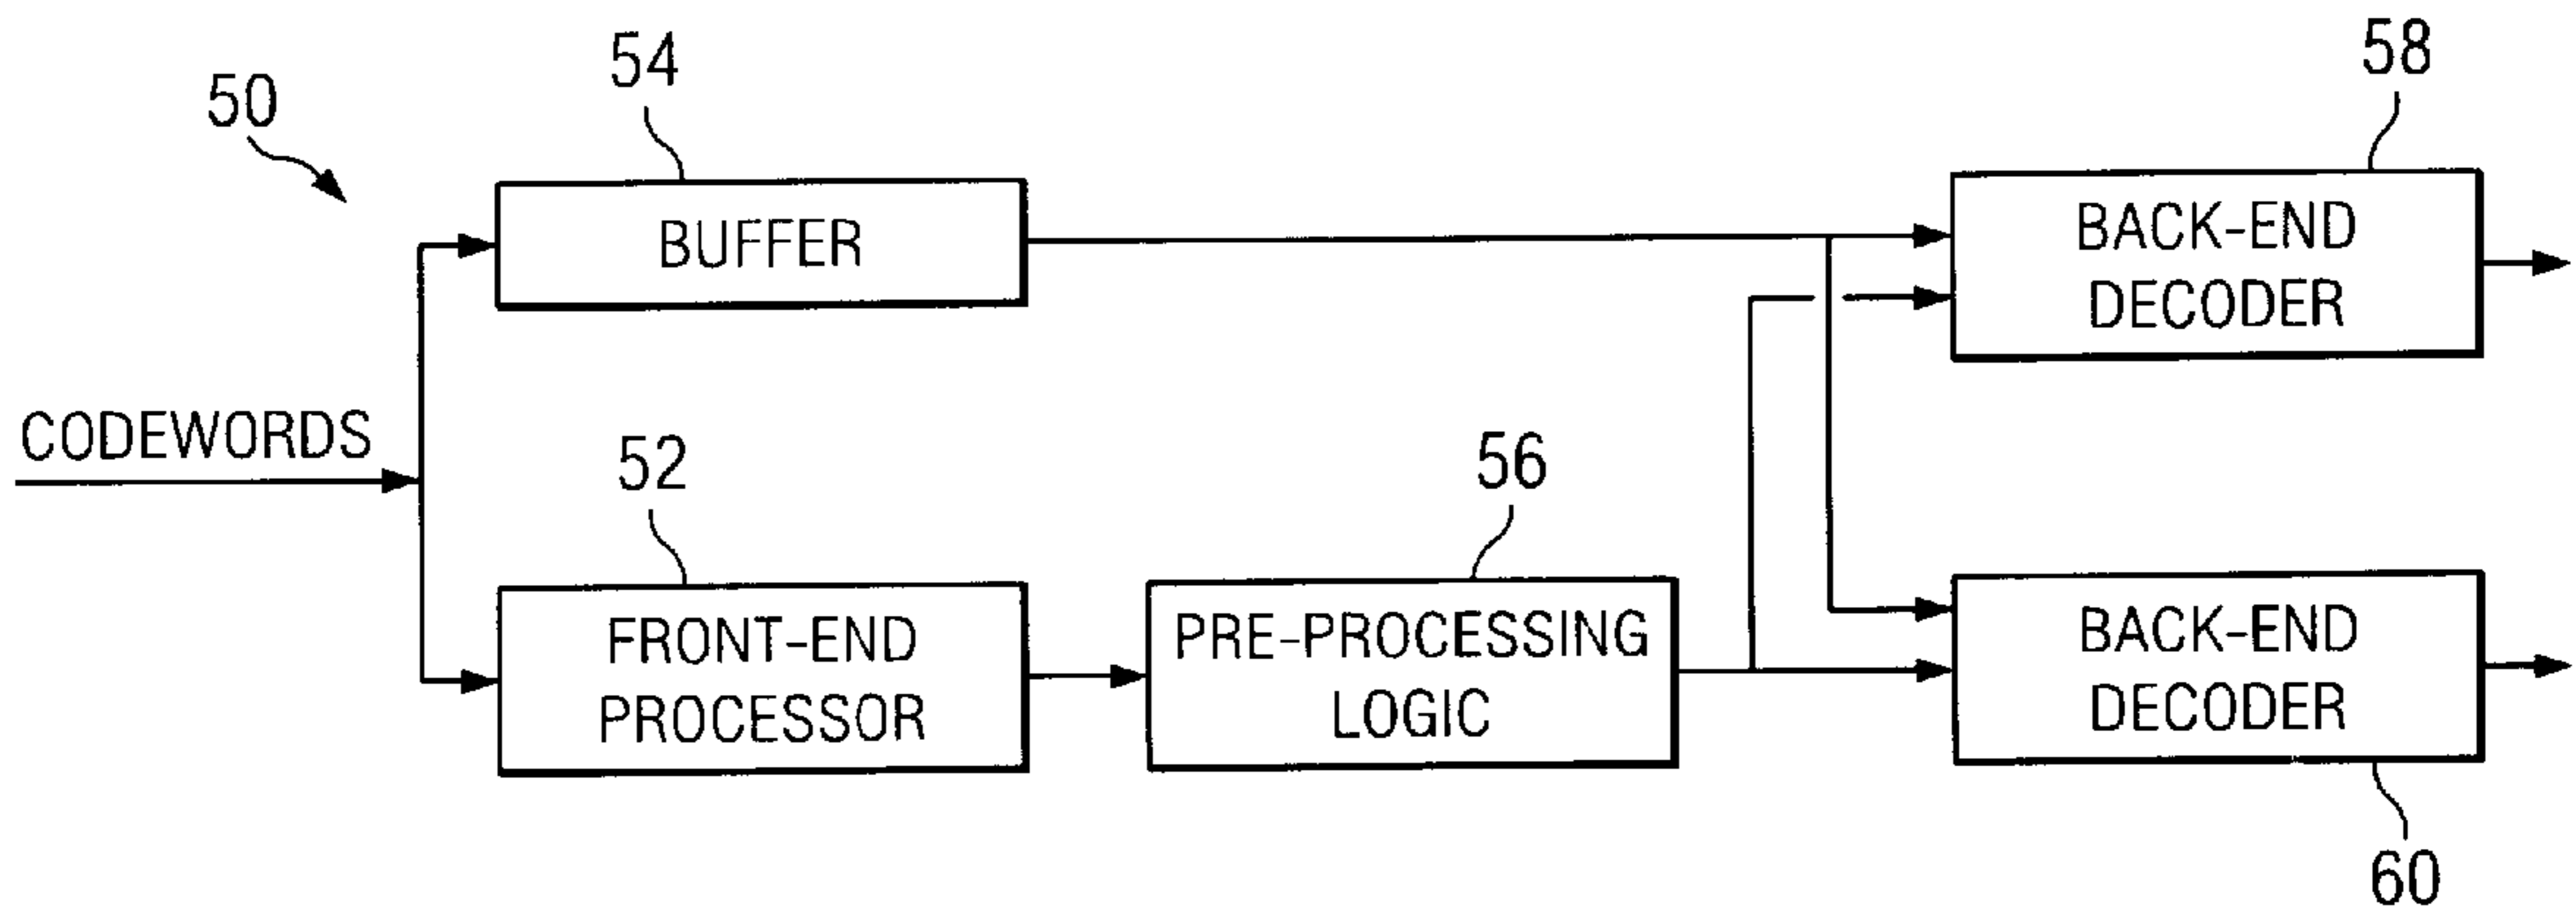 50
54
58
BUFFER
BACK-END
DECODER
CODEWORDS
52
56
FRONT-END
PROCESSOR
PRE-PROCESSING
LOGIC
BACK-END
DECODER
60